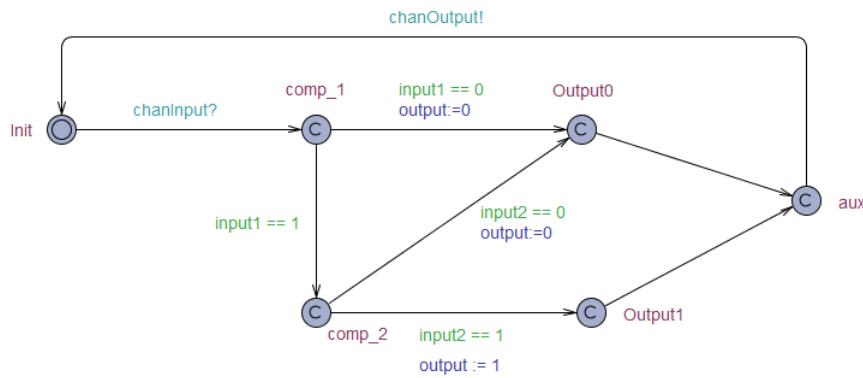 chanOutput!
comp_1
input1 == 0
output:=0
Output0
chanInput?
Init
C
C
C
aux
input1 == 1
input2 == 0
output:=0
C
C
comp_2
input2 == 1
output := 1
Output1